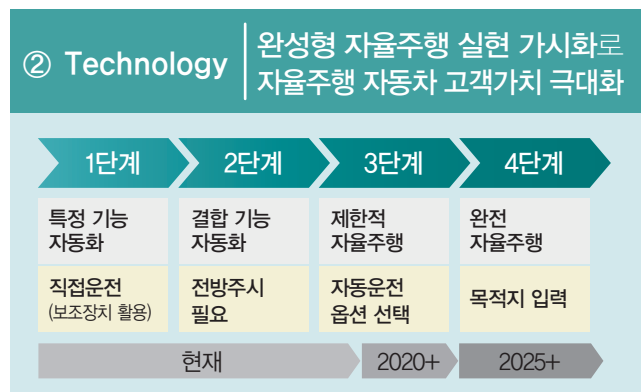 ② Technology
완성형 자율주행 실현 가시화로
자율주행 자동차 고객가치 극대화
1단계
2단계
3단계
4단계
특정 기능
자동화
결합 기능
자동화
제한적
자율주행
완전
자율주행
직접운전
(보조장치 활용)
전방주시
필요
자동운전
옵션 선택
목적지 입력
현재
2020+
2025+